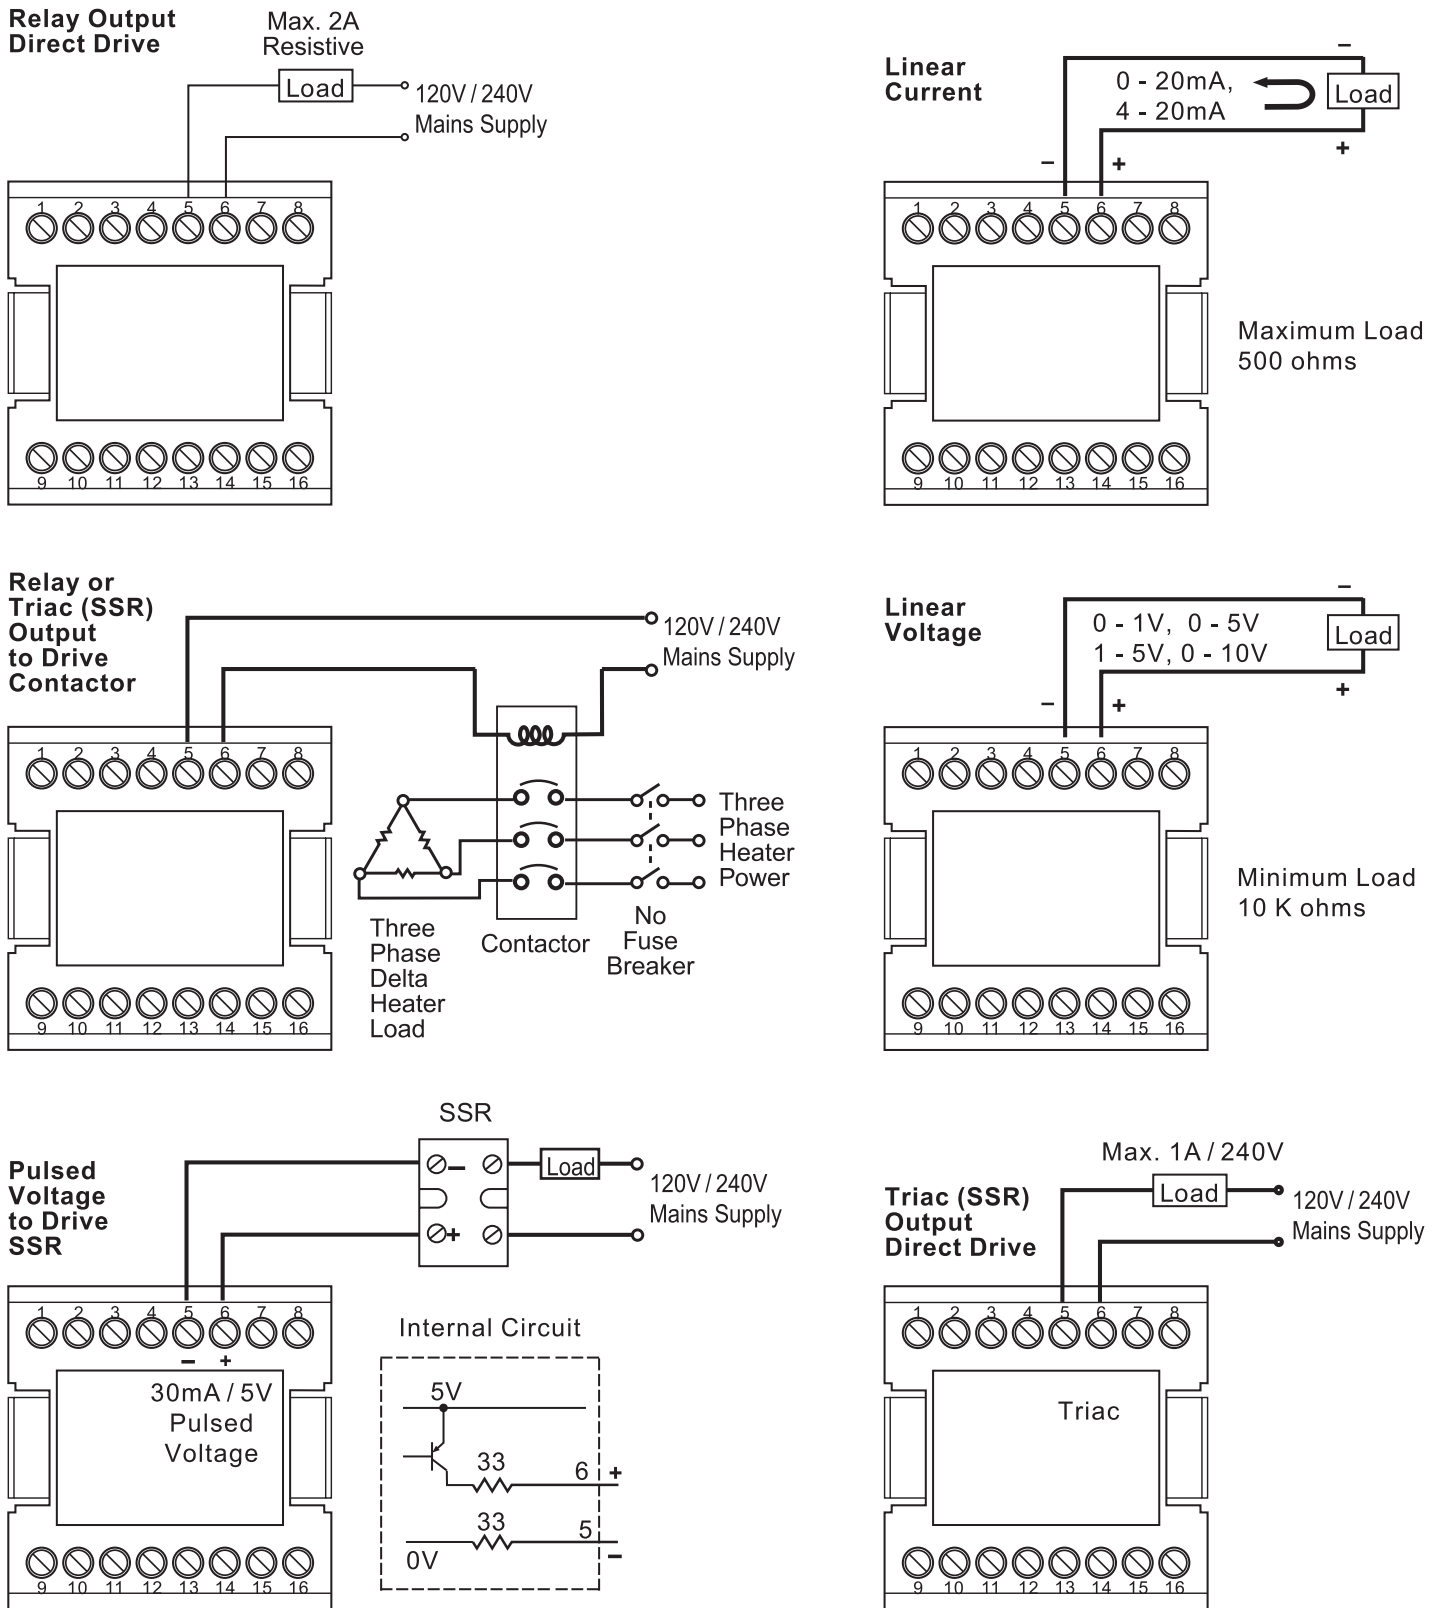 Relay Output
Direct Drive
Max. 2A
Resistive
Load
120V / 240V
Mains Supply
1 2 3 4 5 6 7 8
9 10 11 12 13 14 15 16
Linear
Current
–
0 - 20mA,
4 - 20mA
Load
+
– +
1 2 3 4 5 6 7 8
Maximum Load
500 ohms
9 10 11 12 13 14 15 16
Relay or
Triac (SSR)
Output
to Drive
Contactor
120V / 240V
Mains Supply
1 2 3 4 5 6 7 8
Three
Phase
Heater
Power
No
Fuse
Breaker
Contactor
Three
Phase
Delta
Heater
Load
9 10 11 12 13 14 15 16
Linear
Voltage
–
0 - 1V, 0 - 5V
1 - 5V, 0 - 10V
Load
+
– +
1 2 3 4 5 6 7 8
Minimum Load
10 K ohms
9 10 11 12 13 14 15 16
Pulsed
Voltage
to Drive
SSR
SSR
–
+
Load
120V / 240V
Mains Supply
1 2 3 4 5 6 7 8
– +
30mA / 5V
Pulsed
Voltage
9 10 11 12 13 14 15 16
Internal Circuit
5V
33
6 +
33
5
0V
–
Triac (SSR)
Output
Direct Drive
Max. 1A / 240V
Load
120V / 240V
Mains Supply
1 2 3 4 5 6 7 8
Triac
9 10 11 12 13 14 15 16